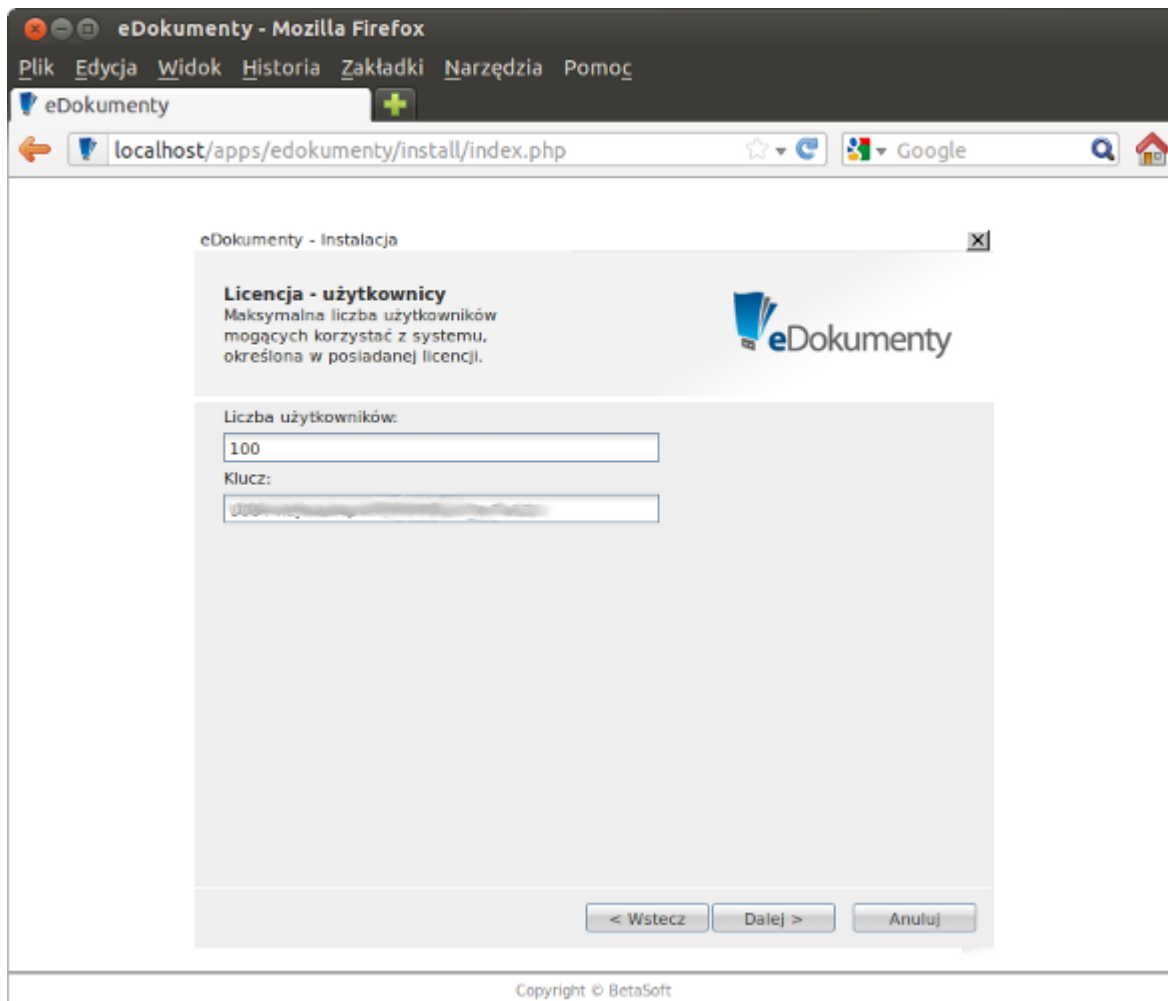 eDokumenty - Mozilla Firefox
Plik Edycja Widok Historia Zakładki Narzędzia Pomoc
eDokumenty
localhost/apps/edokumenty/install/index.php Google
eDokumenty - Instalacja
Licencja - użytkownicy
Maksymalna liczba użytkowników
mogących korzystać z systemu,
określona w posiadanej licencji.
eDokumenty
Liczba użytkowników:
100
Klucz:
< Wstecz Dalej > Anuluj
Copyright © BetaSoft